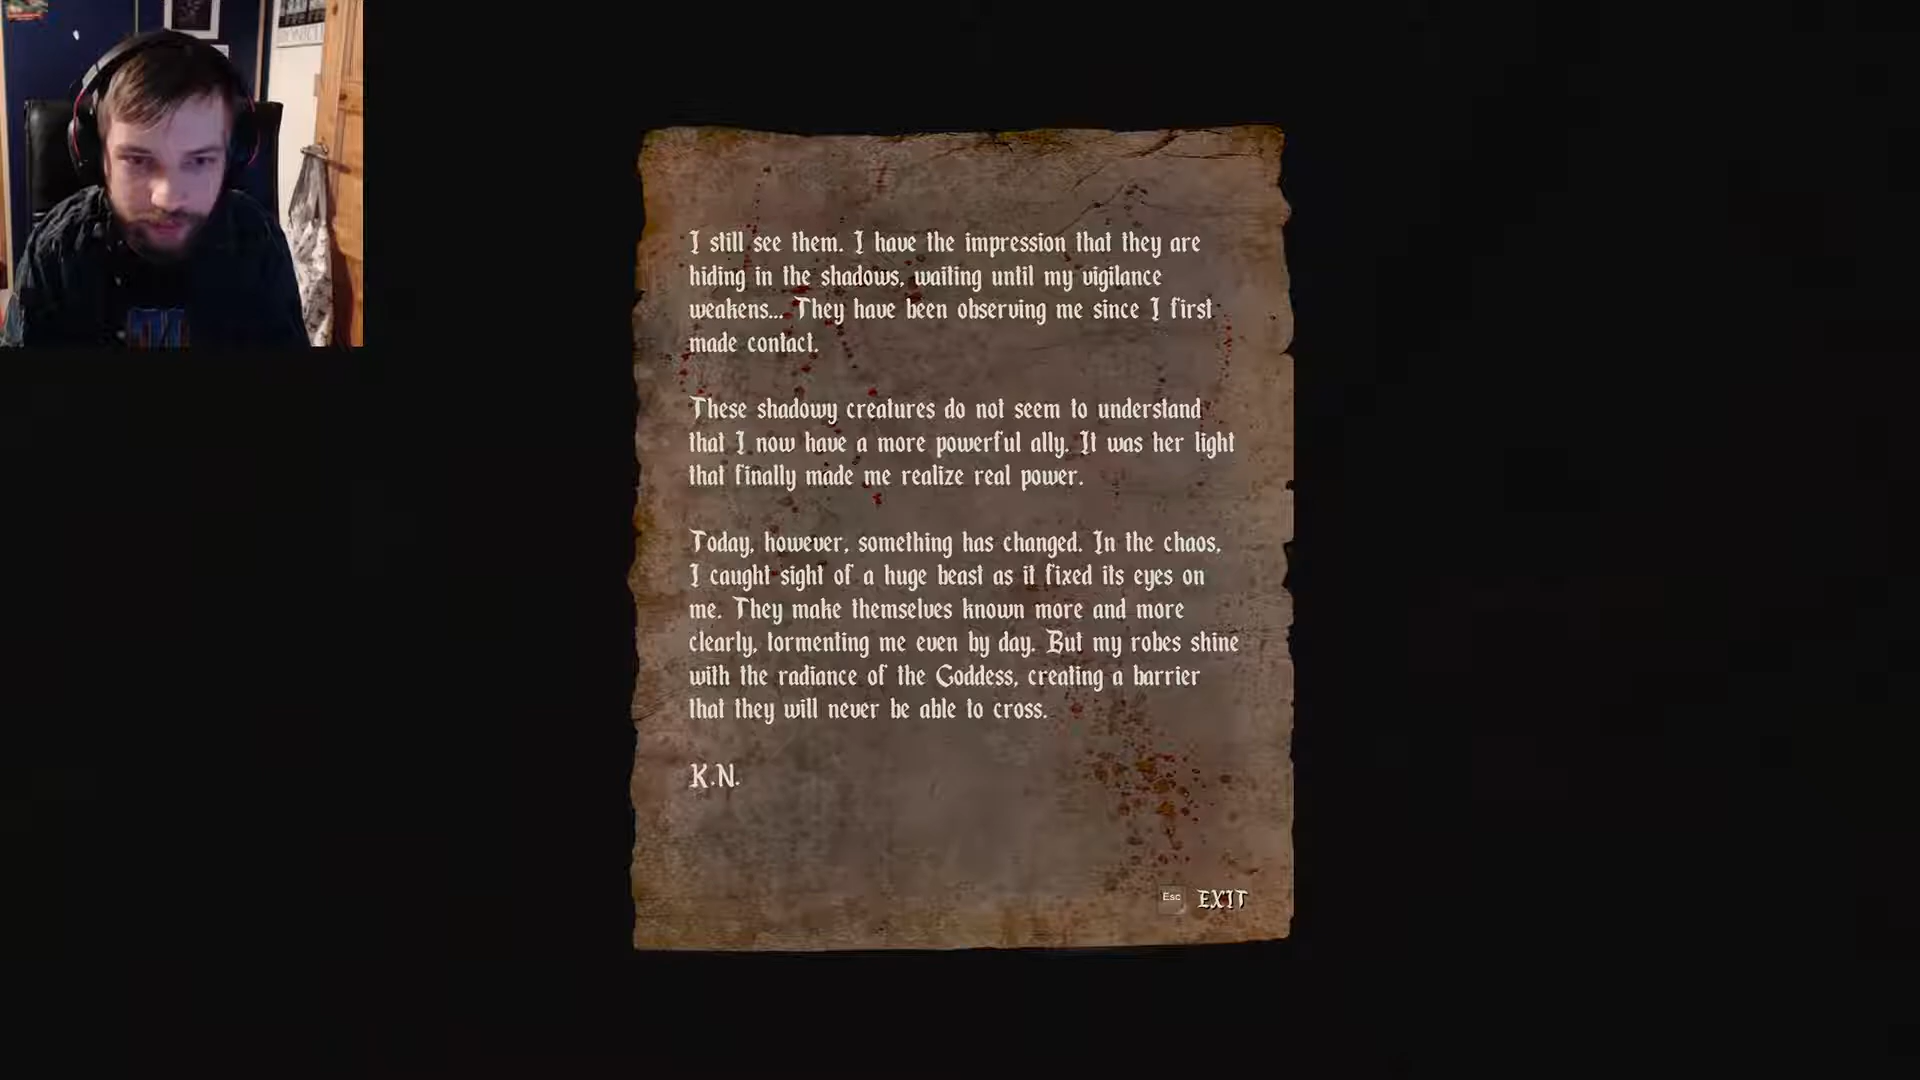 I still see them. I have the impression that they are
hiding in the shadows, waiting until my vigilance
weakens... They have been observing me since I first
made contact.
These shadowy creatures do not seem to understand
that I now have a more powerful ally. It was her light
that finally made me realize real power.
Today, however, something has changed. In the chaos,
I caught sight of a huge beast as it fixed its eyes on
me. They make themselves known more and more
clearly, tormenting me even by day. But my robes shine
with the radiance of the Goddess, creating a barrier
that they will never be able to cross.
K.N.
Esc EXIT